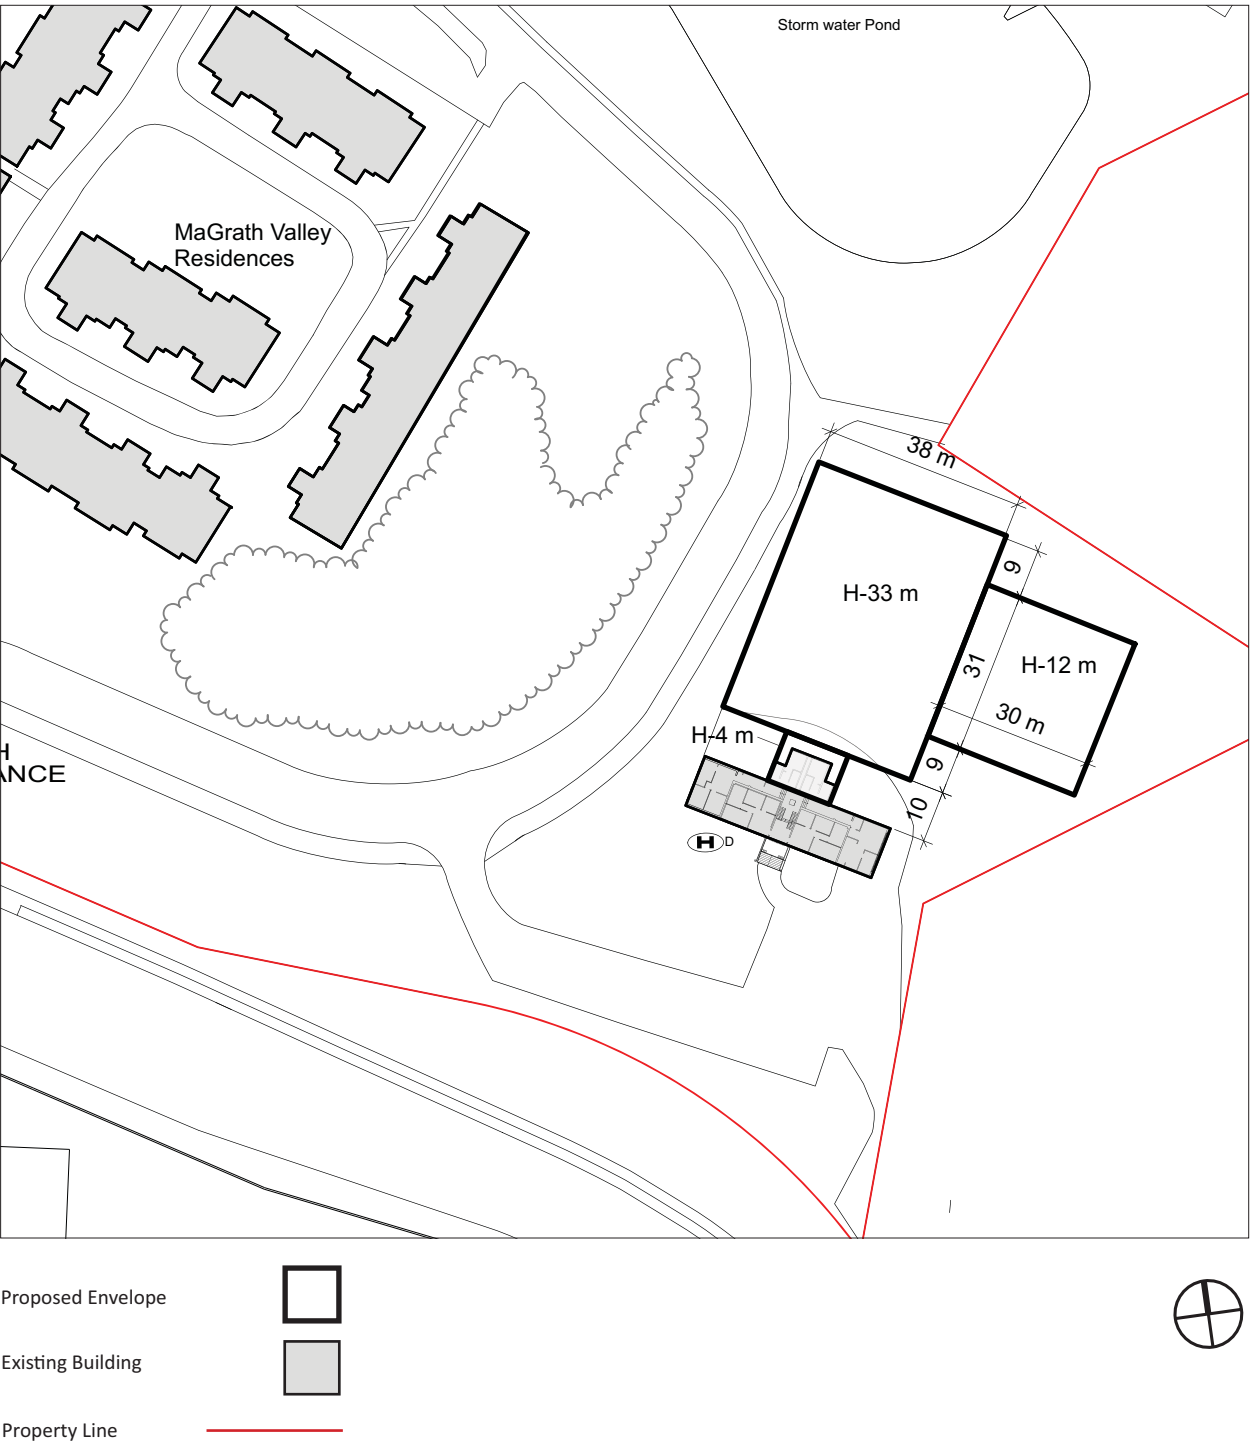 Storm water Pond
MaGrath Valley
Residences
38 m
9
H-33 m
31
H-12 m
30 m
H-4 m
9
10
H
ANCE
H D
Proposed Envelope
Existing Building
Property Line